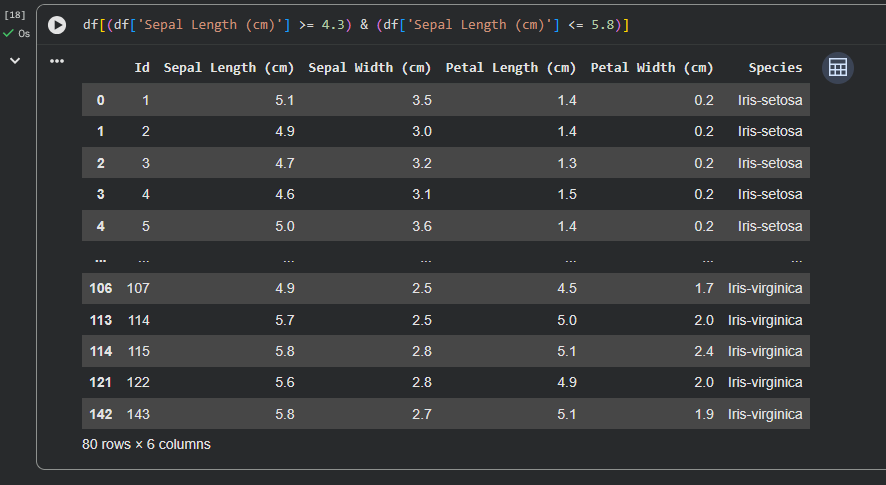 [18]
0s
df[(df['Sepal Length (cm)'] >= 4.3) & (df['Sepal Length (cm)'] <= 5.8)]
Id Sepal Length (cm) Sepal Width (cm) Petal Length (cm) Petal Width (cm) Species
0 1 5.1 3.5 1.4 0.2 Iris-setosa
1 2 4.9 3.0 1.4 0.2 Iris-setosa
2 3 4.7 3.2 1.3 0.2 Iris-setosa
3 4 4.6 3.1 1.5 0.2 Iris-setosa
4 5 5.0 3.6 1.4 0.2 Iris-setosa
... ... ... ... ... ... ...
106 107 4.9 2.5 4.5 1.7 Iris-virginica
113 114 5.7 2.5 5.0 2.0 Iris-virginica
114 115 5.8 2.8 5.1 2.4 Iris-virginica
121 122 5.6 2.8 4.9 2.0 Iris-virginica
142 143 5.8 2.7 5.1 1.9 Iris-virginica
80 rows × 6 columns